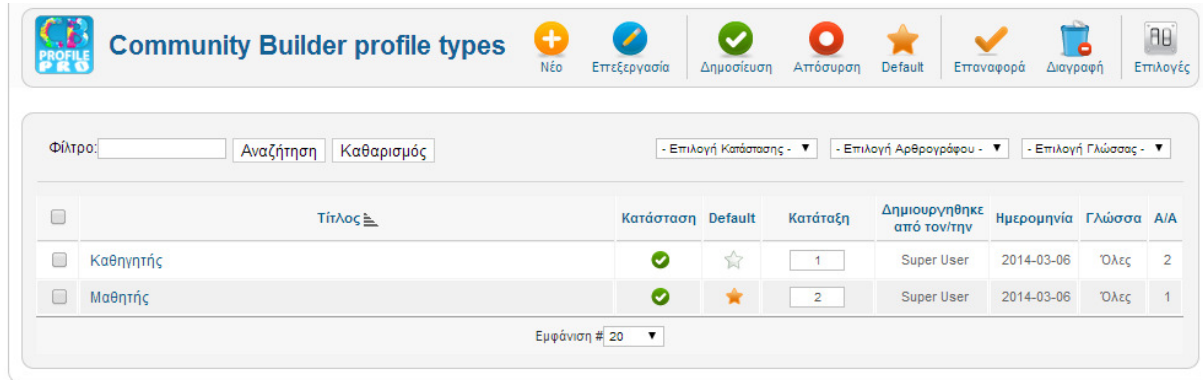 CB
PROFILE
PRO
Community Builder profile types
Νέο
Επεξεργασία
Δημοσίευση
Απόσυρση
Default
Επαναφορά
Διαγραφή
Επιλογές
Φίλτρο: Αναζήτηση Καθαρισμός - Επιλογή Κατάστασης - - Επιλογή Αρθρογράφου - - Επιλογή Γλώσσας -
Τίτλος Κατάσταση Default Κατάταξη Δημιουργηθηκε από τον/την Ημερομηνία Γλώσσα Α/Α
Καθηγητής 1 Super User 2014-03-06 Όλες 2
Μαθητής 2 Super User 2014-03-06 Όλες 1
Εμφάνιση # 20